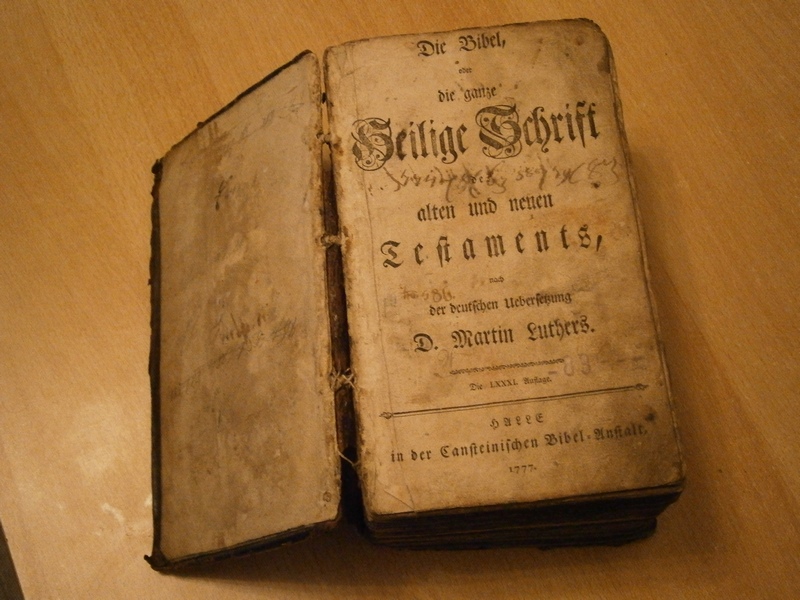 Die Bibel,
oder
die ganze
Heilige Schrift
des
alten und neuen
Testaments,
nach
der deutschen Uebersetzung
D. Martin Luthers.
Die LXXXI. Auflage.
HALLE
in der Cansteinischen Bibel-Anstalt.
1777.